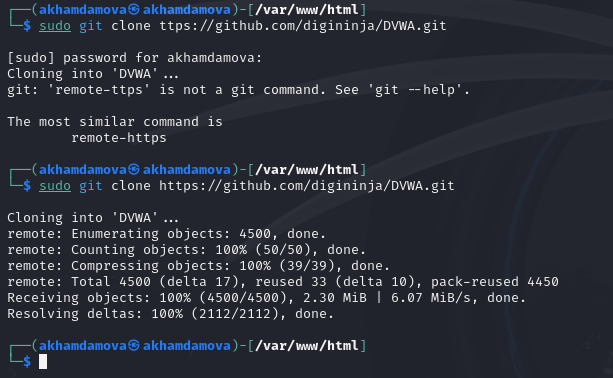 ┌──(akhamdamova㉿akhamdamova)-[/var/www/html]
└─$ sudo git clone ttps://github.com/digininja/DVWA.git
[sudo] password for akhamdamova:
Cloning into 'DVWA'...
git: 'remote-ttps' is not a git command. See 'git --help'.
The most similar command is
remote-https
┌──(akhamdamova㉿akhamdamova)-[/var/www/html]
└─$ sudo git clone https://github.com/digininja/DVWA.git
Cloning into 'DVWA'...
remote: Enumerating objects: 4500, done.
remote: Counting objects: 100% (50/50), done.
remote: Compressing objects: 100% (39/39), done.
remote: Total 4500 (delta 17), reused 33 (delta 10), pack-reused 4450
Receiving objects: 100% (4500/4500), 2.30 MiB | 6.07 MiB/s, done.
Resolving deltas: 100% (2112/2112), done.
┌──(akhamdamova㉿akhamdamova)-[/var/www/html]
└─$